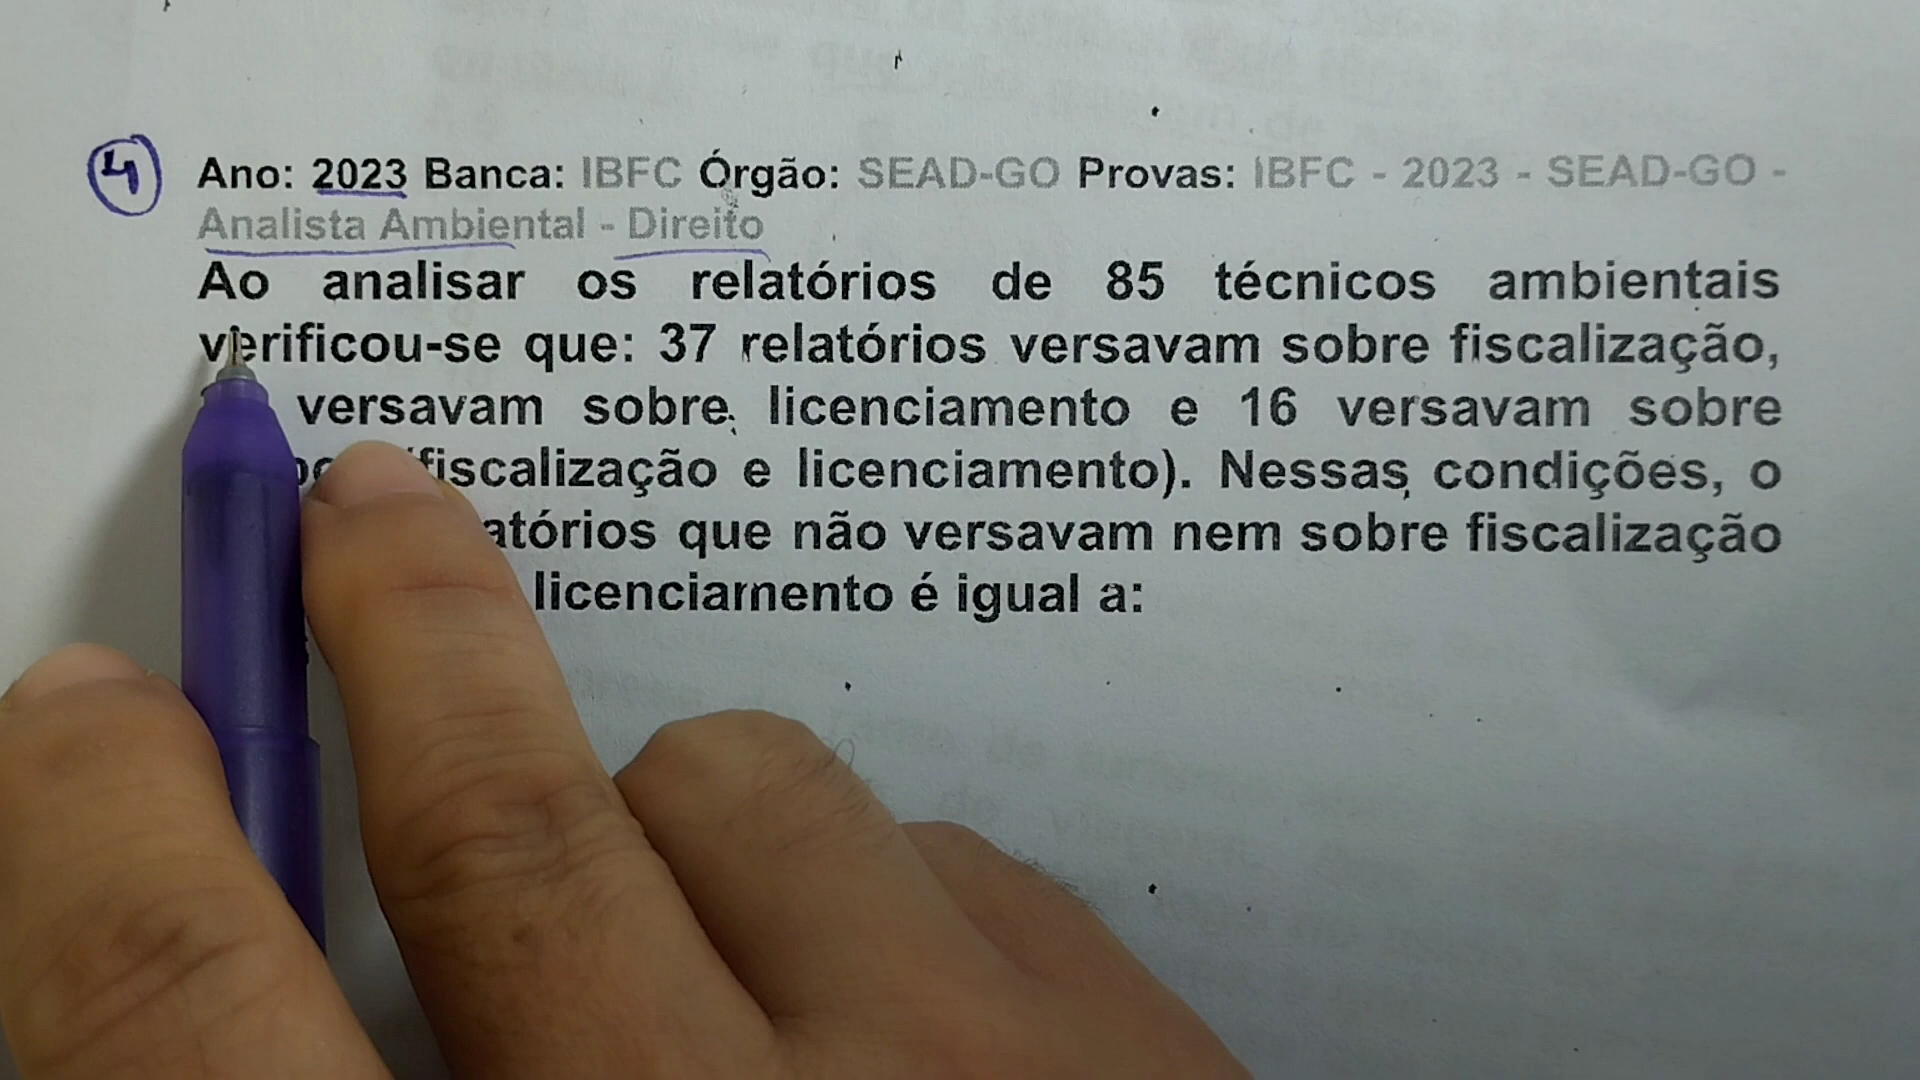 4 Ano: 2023 Banca: IBFC Órgão: SEAD-GO Provas: IBFC - 2023 - SEAD-GO -
Analista Ambiental - Direito
Ao analisar os relatórios de 85 técnicos ambientais
verificou-se que: 37 relatórios versavam sobre fiscalização,
versavam sobre licenciamento e 16 versavam sobre
(fiscalização e licenciamento). Nessas condições, o
que não versavam nem sobre fiscalização
licenciamento é igual a: